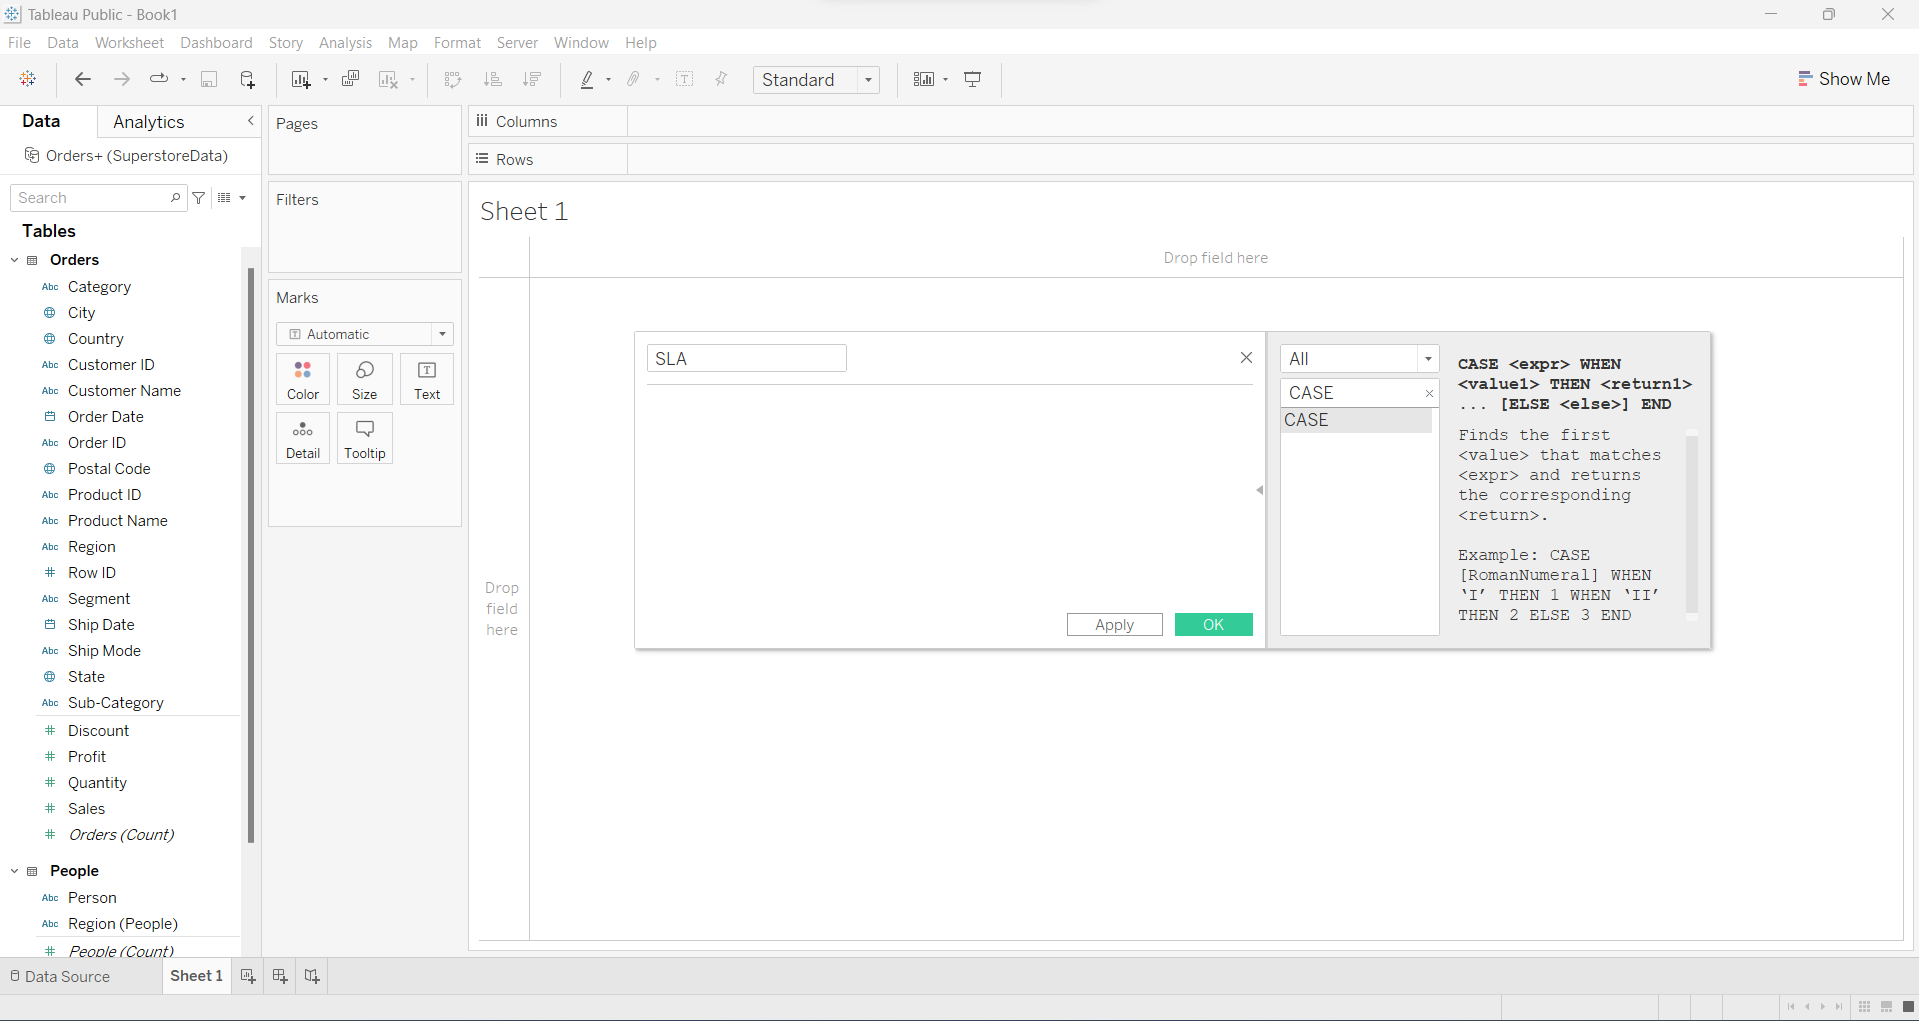 Tableau Public - Book1
File Data Worksheet Dashboard Story Analysis Map Format Server Window Help
Standard
Show Me
Data Analytics
Orders+ (SuperstoreData)
Search
Tables
Orders
Abc Category
City
Country
Abc Customer ID
Abc Customer Name
Order Date
Abc Order ID
Postal Code
Abc Product ID
Abc Product Name
Abc Region
# Row ID
Abc Segment
Ship Date
Abc Ship Mode
State
Abc Sub-Category
# Discount
# Profit
# Quantity
# Sales
# Orders (Count)
People
Abc Person
Abc Region (People)
# People (Count)
Pages
Filters
Marks
Automatic
Color Size Text
Detail Tooltip
Columns
Rows
Sheet 1
Drop field here
Drop
field
here
SLA
Apply OK
All
CASE
CASE
CASE <expr> WHEN
<value1> THEN <return1>
... [ELSE <else>] END
Finds the first
<value> that matches
<expr> and returns
the corresponding
<return>.
Example: CASE
[RomanNumeral] WHEN
‘I’ THEN 1 WHEN ‘II’
THEN 2 ELSE 3 END
Data Source Sheet 1